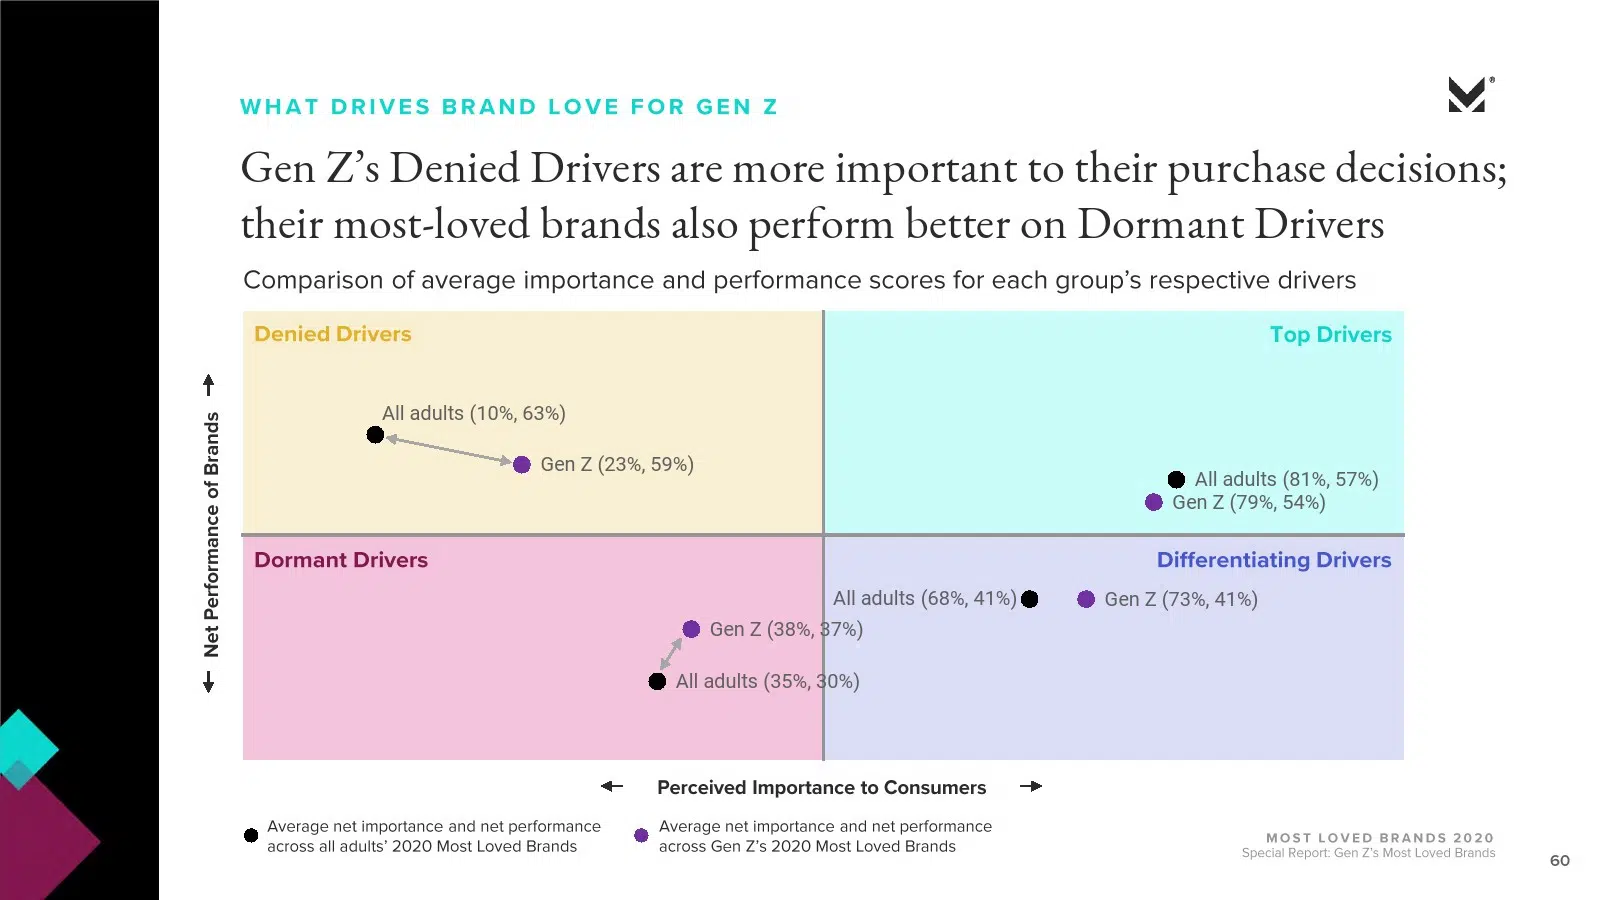 WHAT DRIVES BRAND LOVE FOR GEN Z
®
Gen Z’s Denied Drivers are more important to their purchase decisions;
their most-loved brands also perform better on Dormant Drivers
Comparison of average importance and performance scores for each group’s respective drivers
Denied Drivers
Top Drivers
All adults (10%, 63%)
Gen Z (23%, 59%)
All adults (81%, 57%)
Gen Z (79%, 54%)
Net Performance of Brands
Dormant Drivers
Differentiating Drivers
All adults (68%, 41%)
Gen Z (73%, 41%)
Gen Z (38%, 37%)
All adults (35%, 30%)
Perceived Importance to Consumers
Average net importance and net performance
across all adults’ 2020 Most Loved Brands
Average net importance and net performance
across Gen Z’s 2020 Most Loved Brands
MOST LOVED BRANDS 2020
Special Report: Gen Z’s Most Loved Brands
60